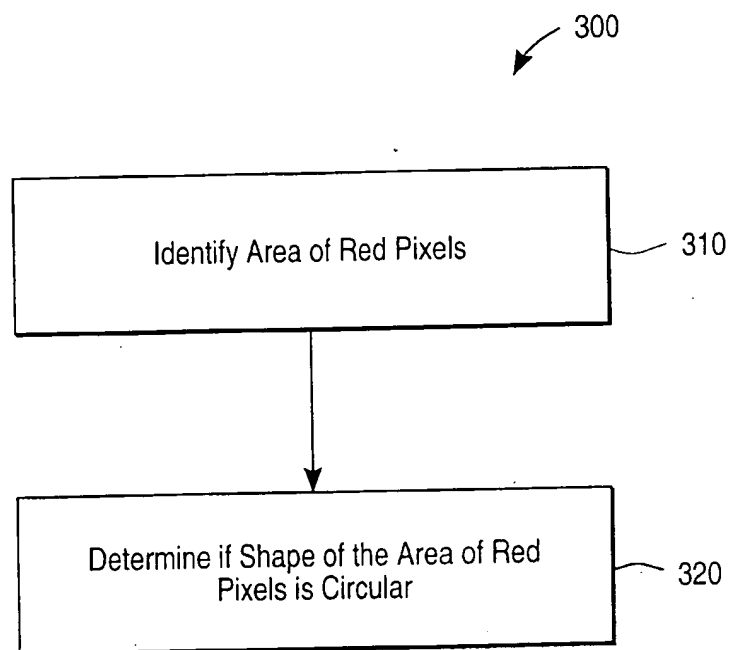 300
Identify Area of Red Pixels
310
Determine if Shape of the Area of Red
Pixels is Circular
320